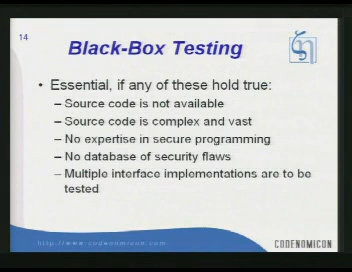 14
Black-Box Testing
• Essential, if any of these hold true:
– Source code is not available
– Source code is complex and vast
– No expertise in secure programming
– No database of security flaws
– Multiple interface implementations are to be
tested
http://www.codenomicon.com
CODENOMICON